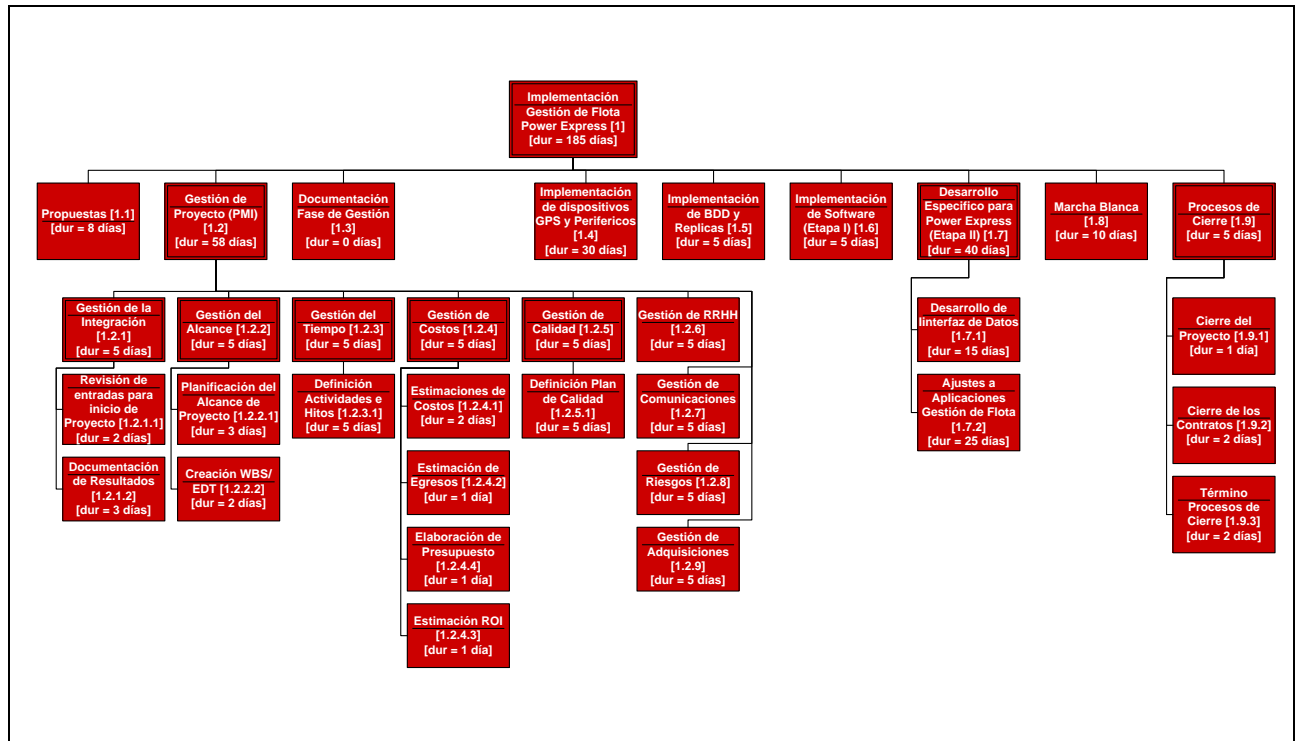 Implementación
Gestión de Flota
Power Express [1]
[dur = 185 días]
Propuestas [1.1]
[dur = 8 días]
Gestión de
Proyecto (PMI)
[1.2]
[dur = 58 días]
Documentación
Fase de Gestión
[1.3]
[dur = 0 días]
Implementación
de dispositivos
GPS y Perifericos
[1.4]
[dur = 30 días]
Implementación
de BDD y
Replicas [1.5]
[dur = 5 días]
Implementación
de Software
(Etapa I) [1.6]
[dur = 5 días]
Desarrollo
Especifico para
Power Express
(Etapa II) [1.7]
[dur = 40 días]
Marcha Blanca
[1.8]
[dur = 10 días]
Procesos de
Cierre [1.9]
[dur = 5 días]
Gestión de la
Integración
[1.2.1]
[dur = 5 días]
Gestión del
Alcance [1.2.2]
[dur = 5 días]
Gestión del
Tiempo [1.2.3]
[dur = 5 días]
Gestión de
Costos [1.2.4]
[dur = 5 días]
Gestión de
Calidad [1.2.5]
[dur = 5 días]
Gestión de RRHH
[1.2.6]
[dur = 5 días]
Desarrollo de
Iinterfaz de Datos
[1.7.1]
[dur = 15 días]
Cierre del
Proyecto [1.9.1]
[dur = 1 día]
Revisión de
entradas para
inicio de
Proyecto [1.2.1.1]
[dur = 2 días]
Planificación del
Alcance de
Proyecto [1.2.2.1]
[dur = 3 días]
Definición
Actividades e
Hitos [1.2.3.1]
[dur = 5 días]
Estimaciones de
Costos [1.2.4.1]
[dur = 2 días]
Definición Plan
de Calidad
[1.2.5.1]
[dur = 5 días]
Gestión de
Comunicaciones
[1.2.7]
[dur = 5 días]
Ajustes a
Aplicaciones
Gestión de Flota
[1.7.2]
[dur = 25 días]
Cierre de los
Contratos [1.9.2]
[dur = 2 días]
Documentación
de Resultados
[1.2.1.2]
[dur = 3 días]
Creación WBS/
EDT [1.2.2.2]
[dur = 2 días]
Estimación de
Egresos [1.2.4.2]
[dur = 1 día]
Gestión de
Riesgos [1.2.8]
[dur = 5 días]
Término
Procesos de
Cierre [1.9.3]
[dur = 2 días]
Elaboración de
Presupuesto
[1.2.4.4]
[dur = 1 día]
Gestión de
Adquisiciones
[1.2.9]
[dur = 5 días]
Estimación ROI
[1.2.4.3]
[dur = 1 día]